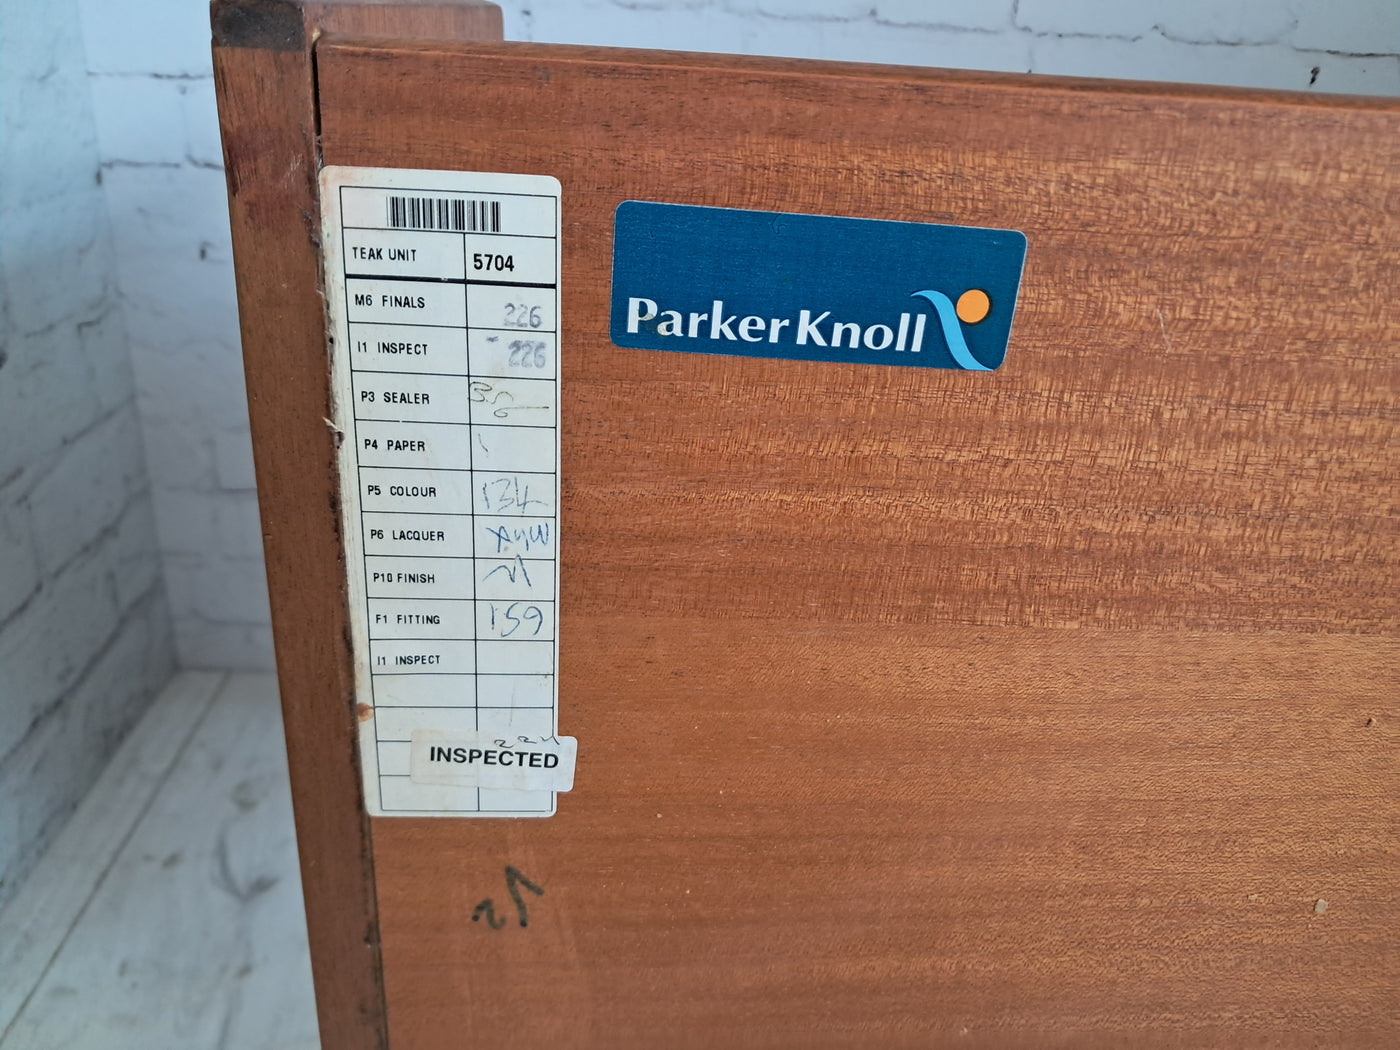 TEAK UNIT 5704
M6 FINALS 226
I1 INSPECT 226
P3 SEALER
P4 PAPER
P5 COLOUR 134
P6 LACQUER
P10 FINISH
F1 FITTING 159
I1 INSPECT
224
INSPECTED
Parker Knoll